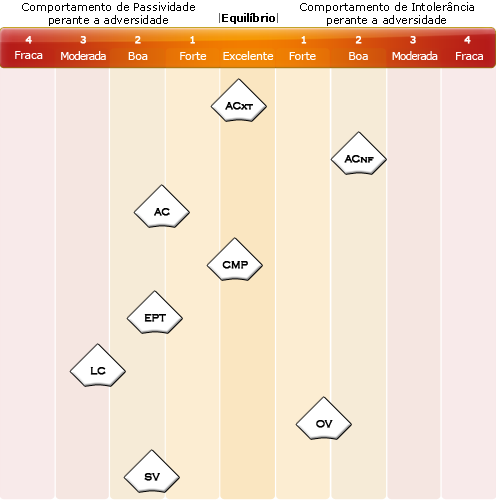 Comportamento de Passividade
perante a adversidade
|Equilíbrio|
Comportamento de Intolerância
perante a adversidade
4 3 2 1 1 2 3 4
Fraca Moderada Boa Forte Excelente Forte Boa Moderada Fraca
ACXT
ACNF
AC
CMP
EPT
LC
OV
SV